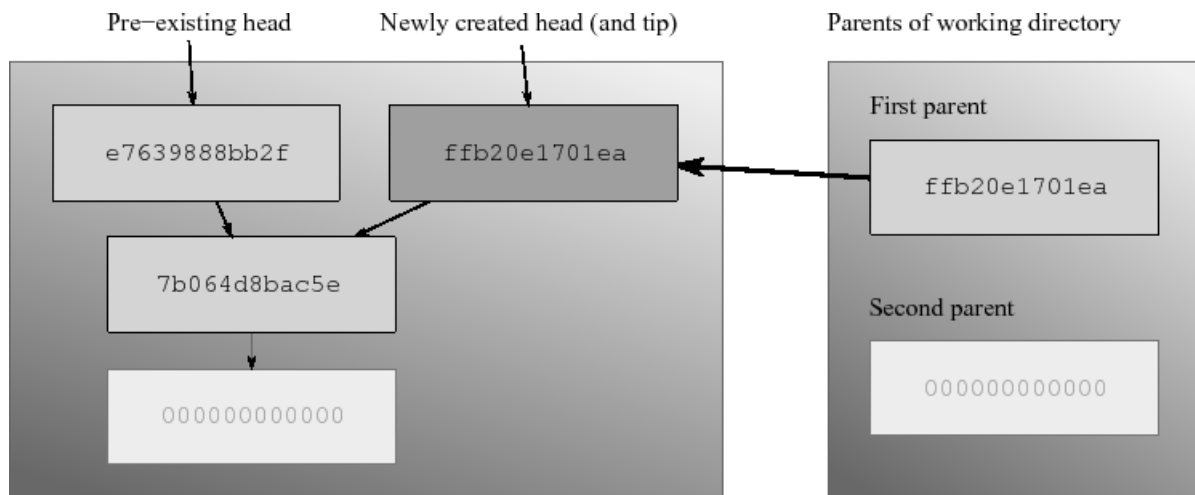 Pre-existing head
Newly created head (and tip)
Parents of working directory
First parent
e7639888bb2f
ffb20e1701ea
ffb20e1701ea
7b064d8bac5e
Second parent
000000000000
000000000000